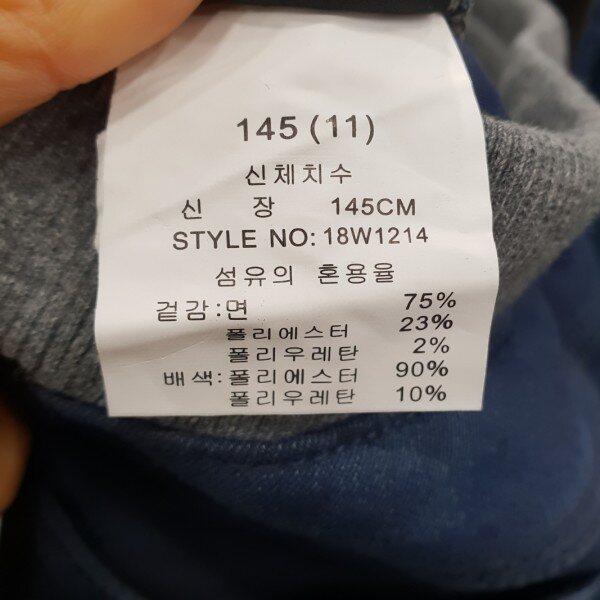 145 (11)
신체치수
신 장 145CM
STYLE NO: 18W1214
섬유의 혼용율
겉감:면 75%
폴리에스터 23%
폴리우레탄 2%
배색:폴리에스터 90%
폴리우레탄 10%